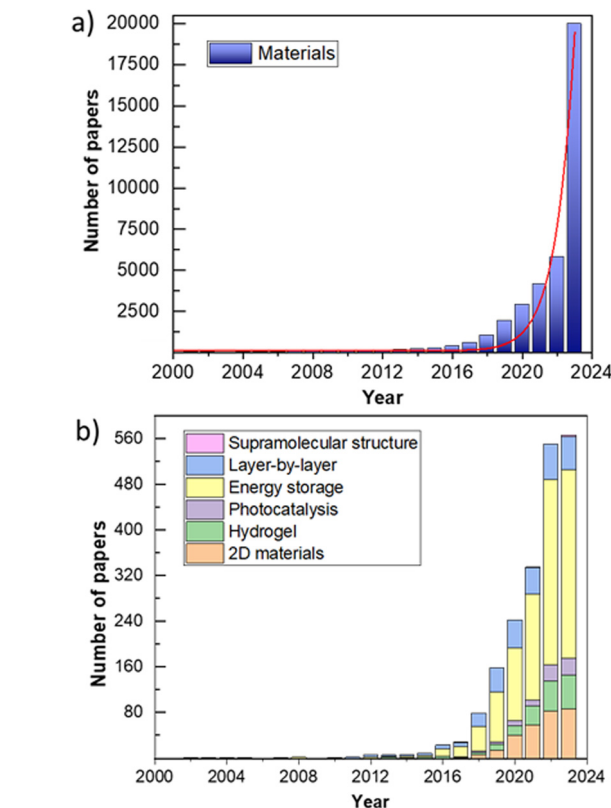 a)
20000
17500
15000
12500
10000
7500
5000
2500
Number of papers
Materials
2000 2004 2008 2012 2016 2020 2024
Year
b)
560
480
400
320
240
160
80
Number of papers
Supramolecular structure
Layer-by-layer
Energy storage
Photocatalysis
Hydrogel
2D materials
2000 2004 2008 2012 2016 2020 2024
Year